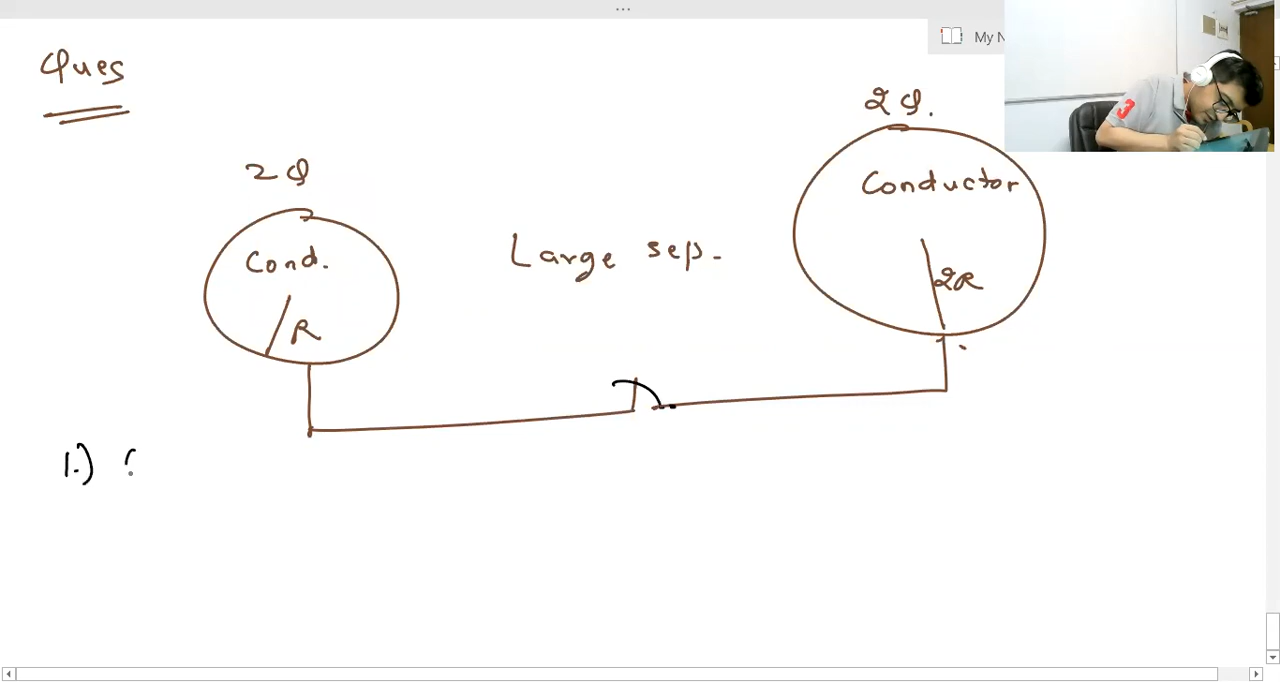 Ques
My N
2Q.
2Q
Conductor
Cond.
Large sep.
2R
R
1.) (